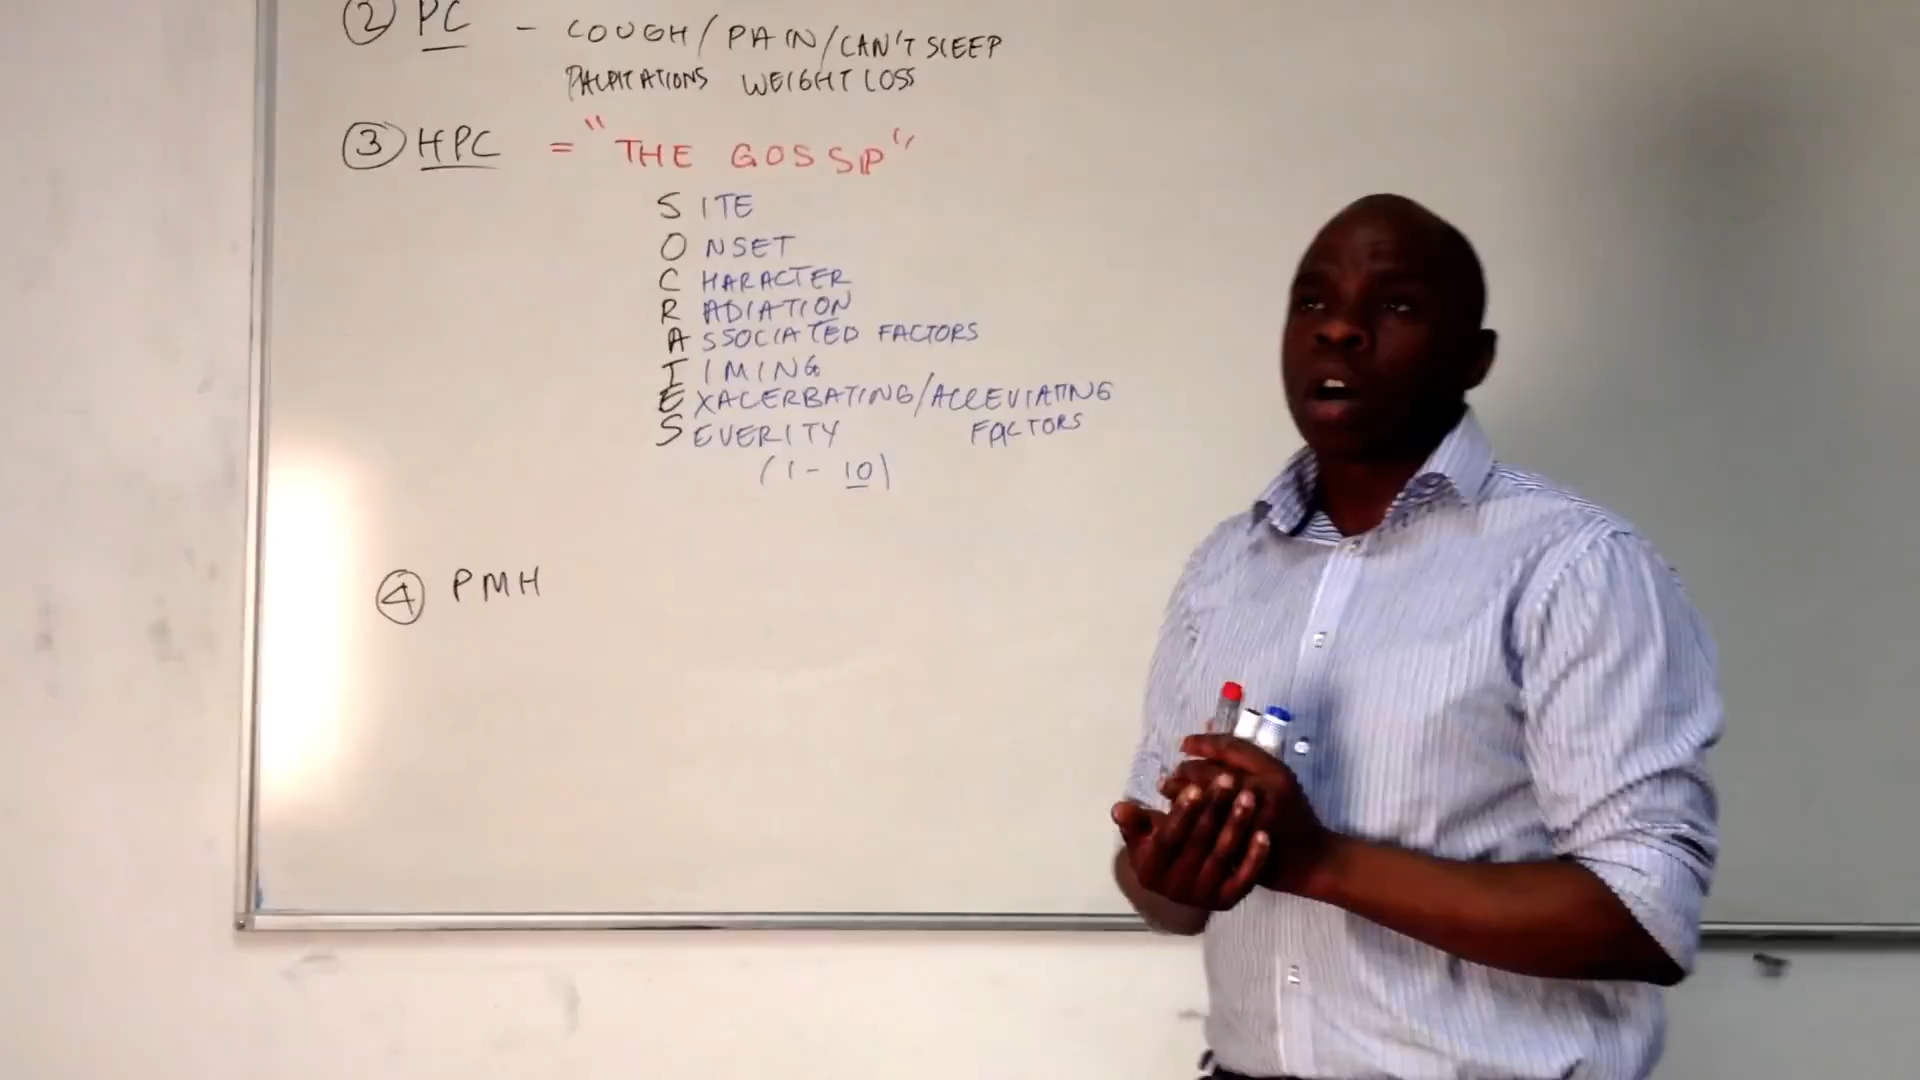 ② PC - COUGH/PAIN/CAN'T SLEEP
PALPITATIONS WEIGHT LOSS
③ HPC = "THE GOSSIP"
SITE
ONSET
CHARACTER
RADIATION
ASSOCIATED FACTORS
TIMING
EXACERBATING/ALLEVIATING
SEVERITY FACTORS
(1-10)
④ PMH